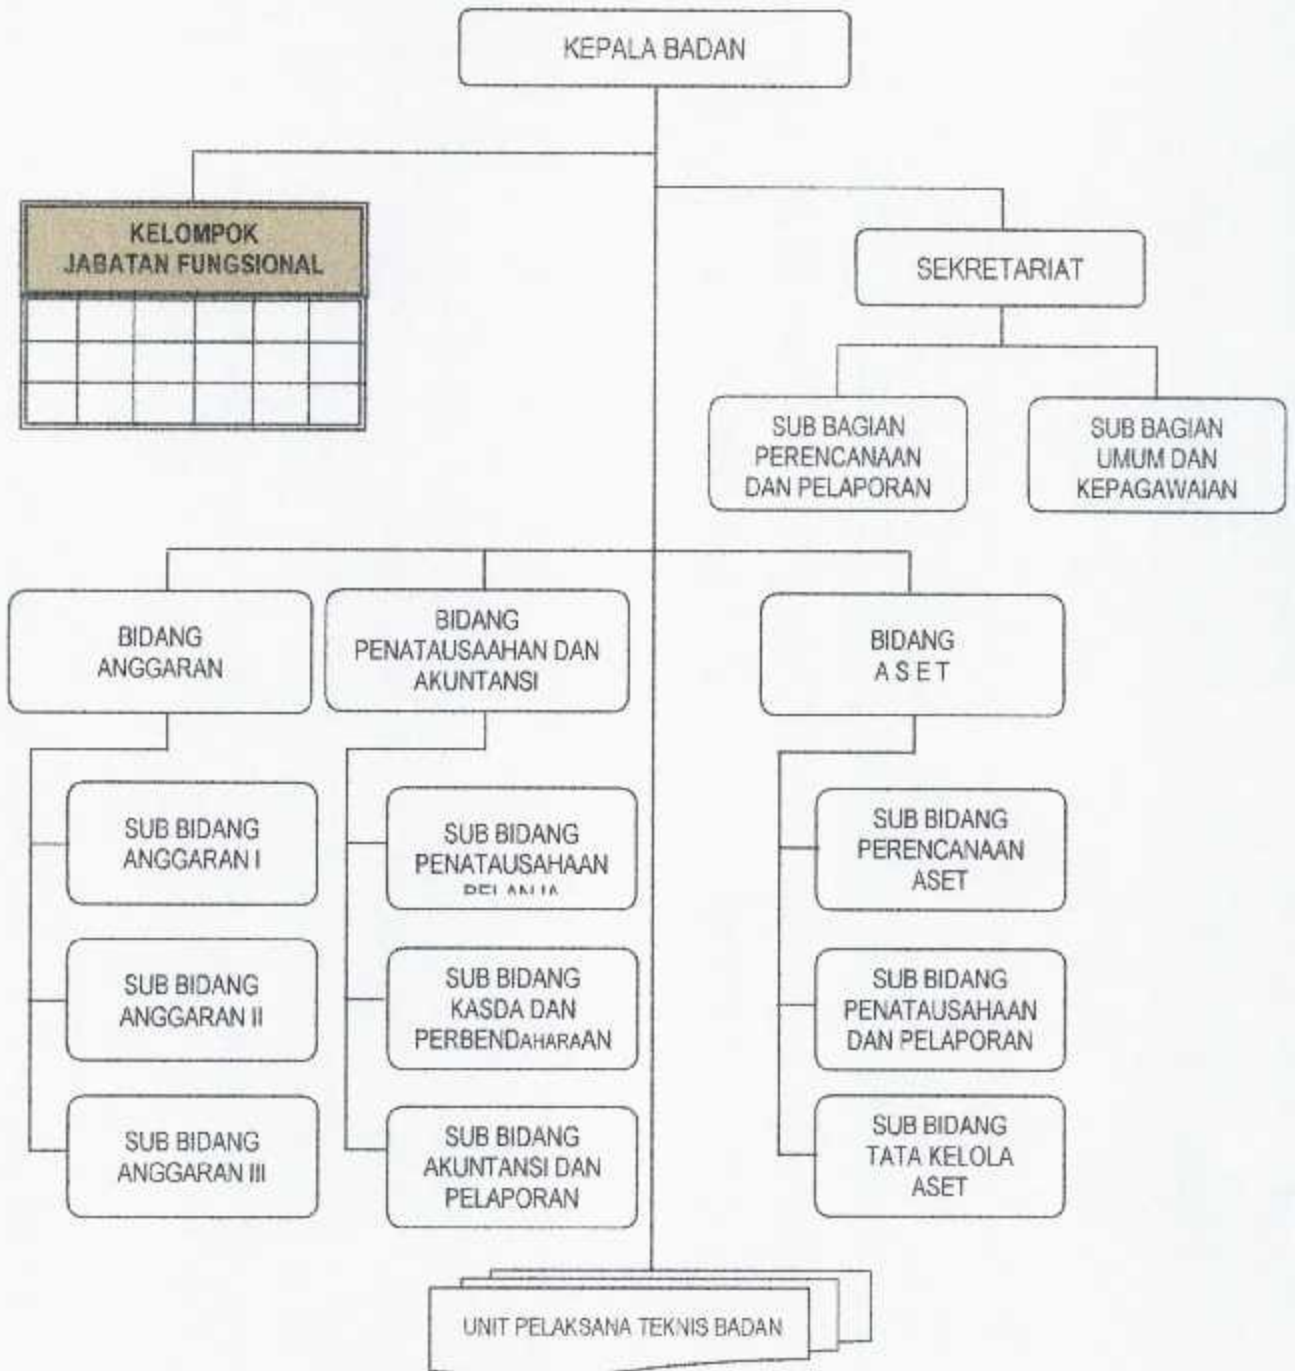 KEPALA BADAN
KELOMPOK
JABATAN FUNGSIONAL
SEKRETARIAT
SUB BAGIAN
PERENCANAAN
DAN PELAPORAN
SUB BAGIAN
UMUM DAN
KEPAGAWAIAN
BIDANG
ANGGARAN
BIDANG
PENATAUSAAHAN DAN
AKUNTANSI
BIDANG
A S E T
SUB BIDANG
ANGGARAN I
SUB BIDANG
PENATAUSAHAAN
SUB BIDANG
PERENCANAAN
ASET
SUB BIDANG
ANGGARAN II
SUB BIDANG
KASDA DAN
PERBENDAHARAAN
SUB BIDANG
PENATAUSAHAAN
DAN PELAPORAN
SUB BIDANG
ANGGARAN III
SUB BIDANG
AKUNTANSI DAN
PELAPORAN
SUB BIDANG
TATA KELOLA
ASET
UNIT PELAKSANA TEKNIS BADAN